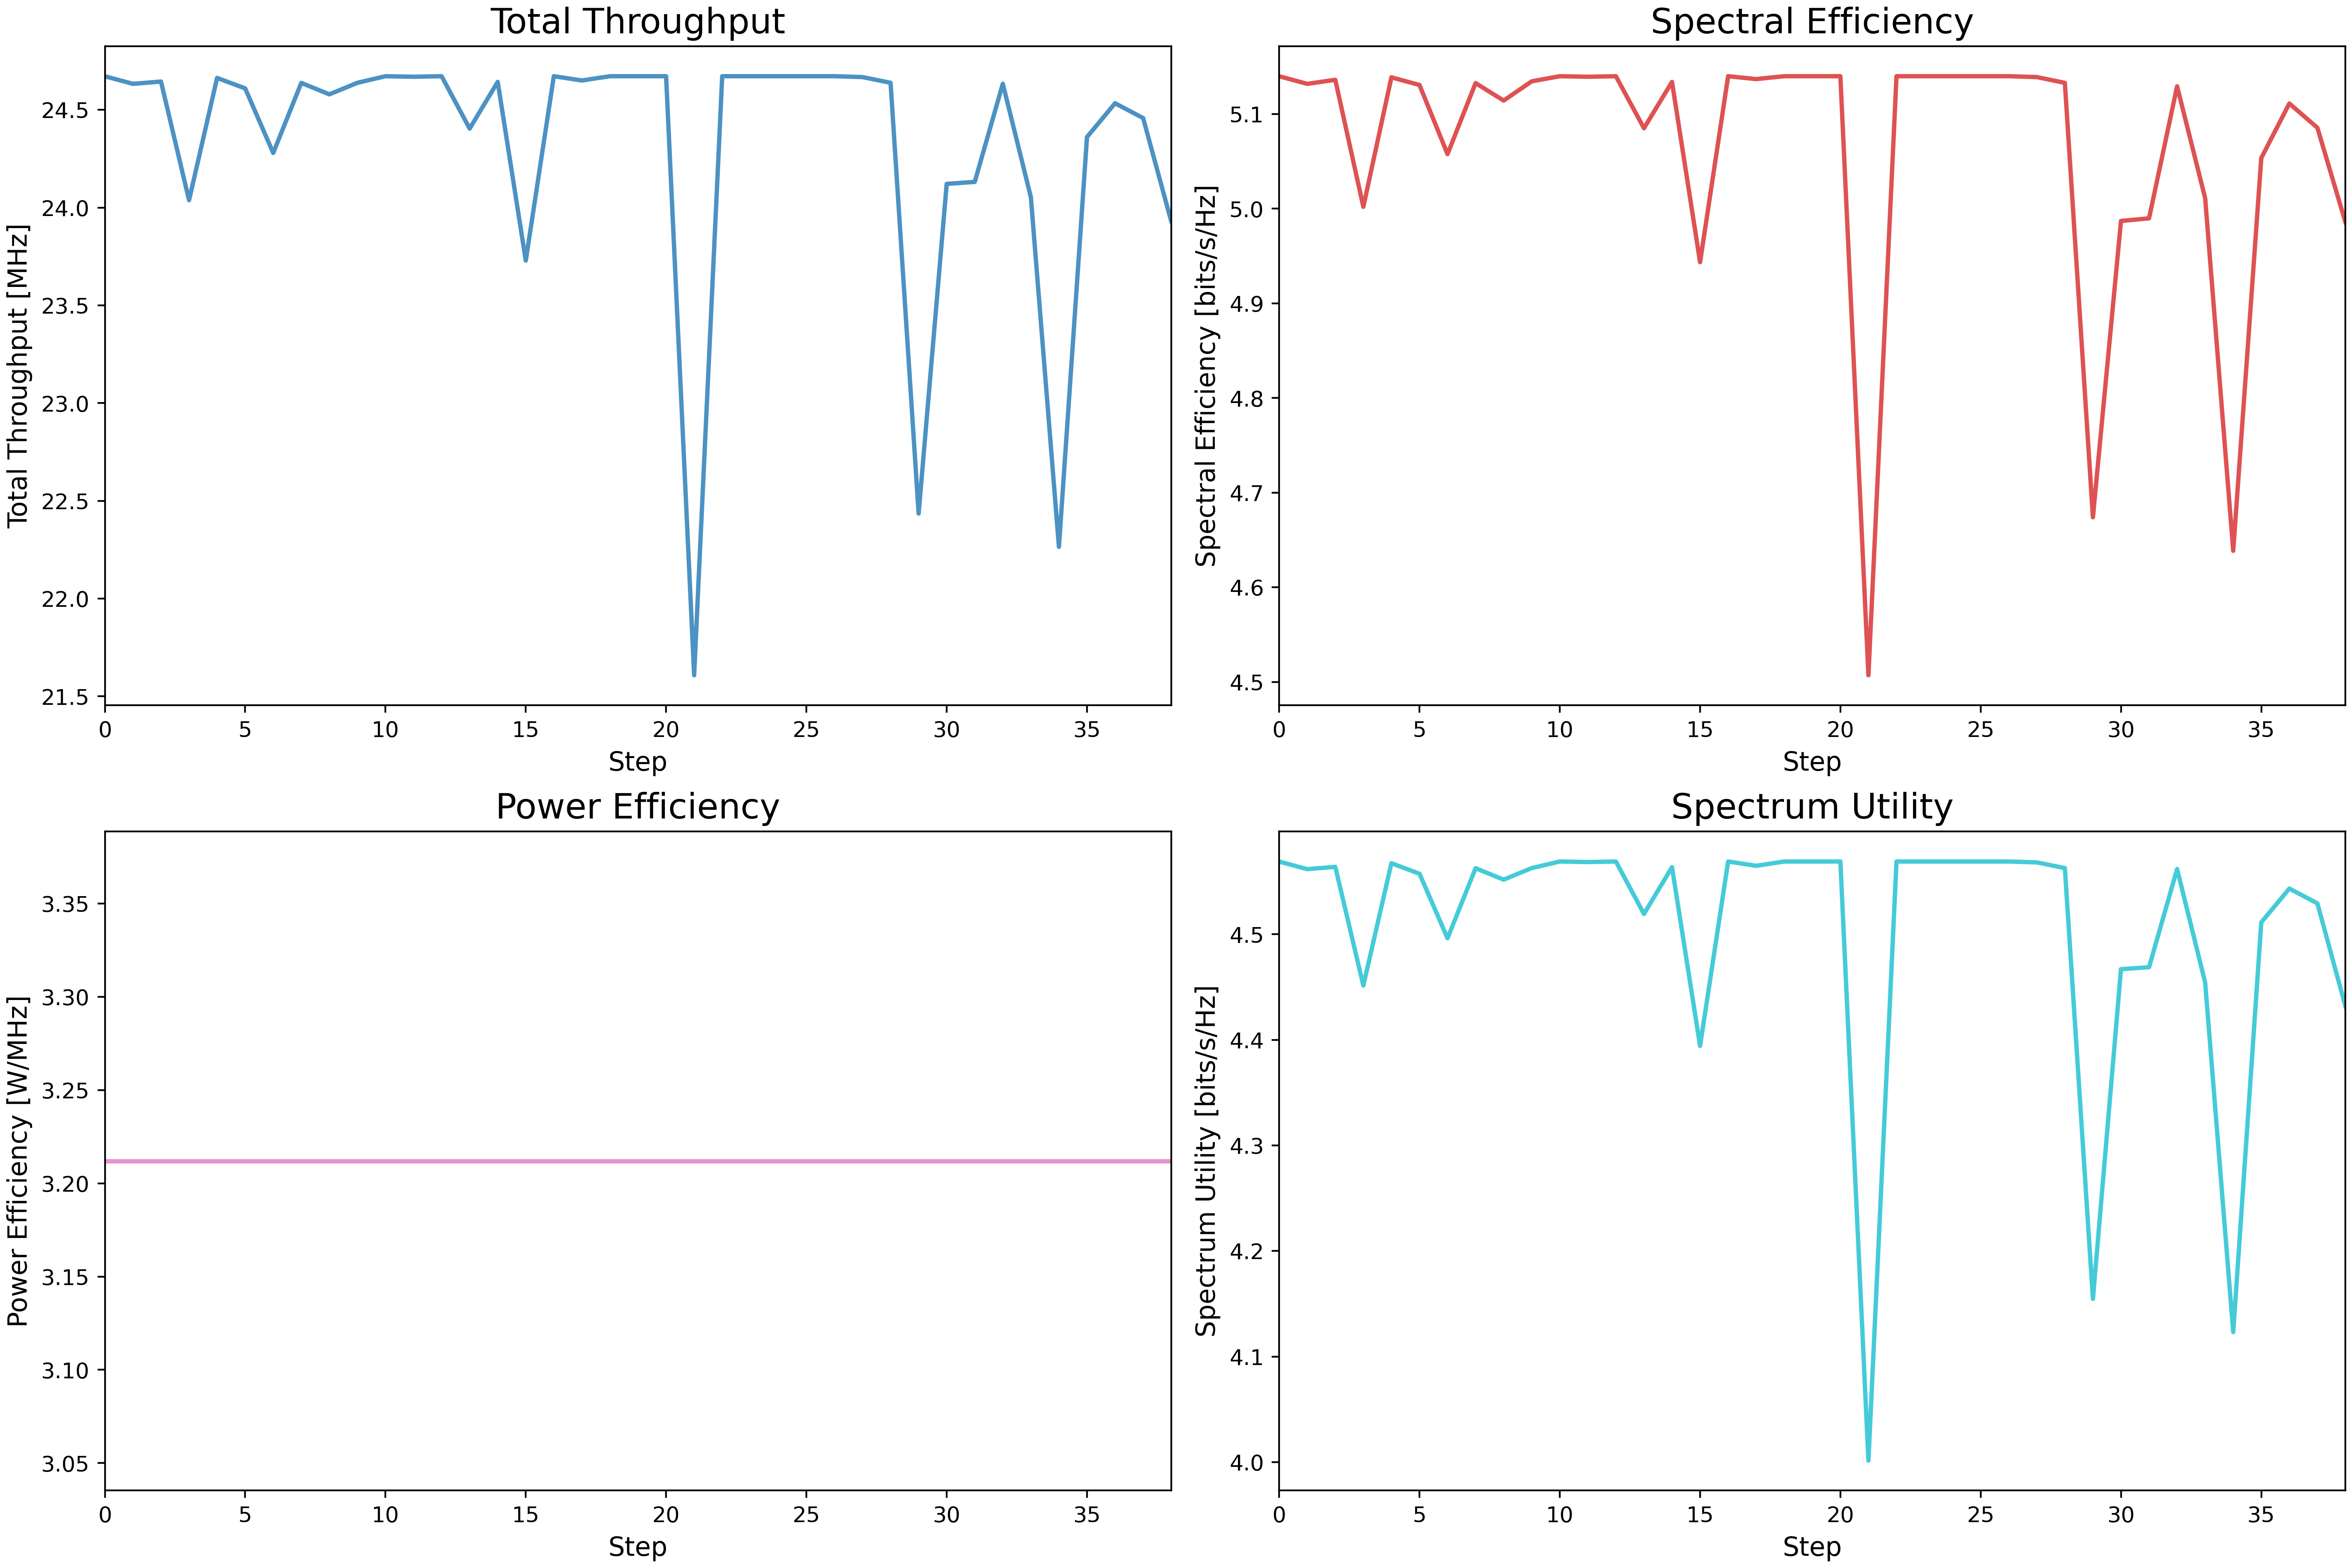 Total Throughput
Total Throughput [MHz]
24.5
24.0
23.5
23.0
22.5
22.0
21.5
0 5 10 15 20 25 30 35
Step
Spectral Efficiency
Spectral Efficiency [bits/s/Hz]
5.1
5.0
4.9
4.8
4.7
4.6
4.5
0 5 10 15 20 25 30 35
Step
Power Efficiency
Power Efficiency [W/MHz]
3.35
3.30
3.25
3.20
3.15
3.10
3.05
0 5 10 15 20 25 30 35
Step
Spectrum Utility
Spectrum Utility [bits/s/Hz]
4.5
4.4
4.3
4.2
4.1
4.0
0 5 10 15 20 25 30 35
Step